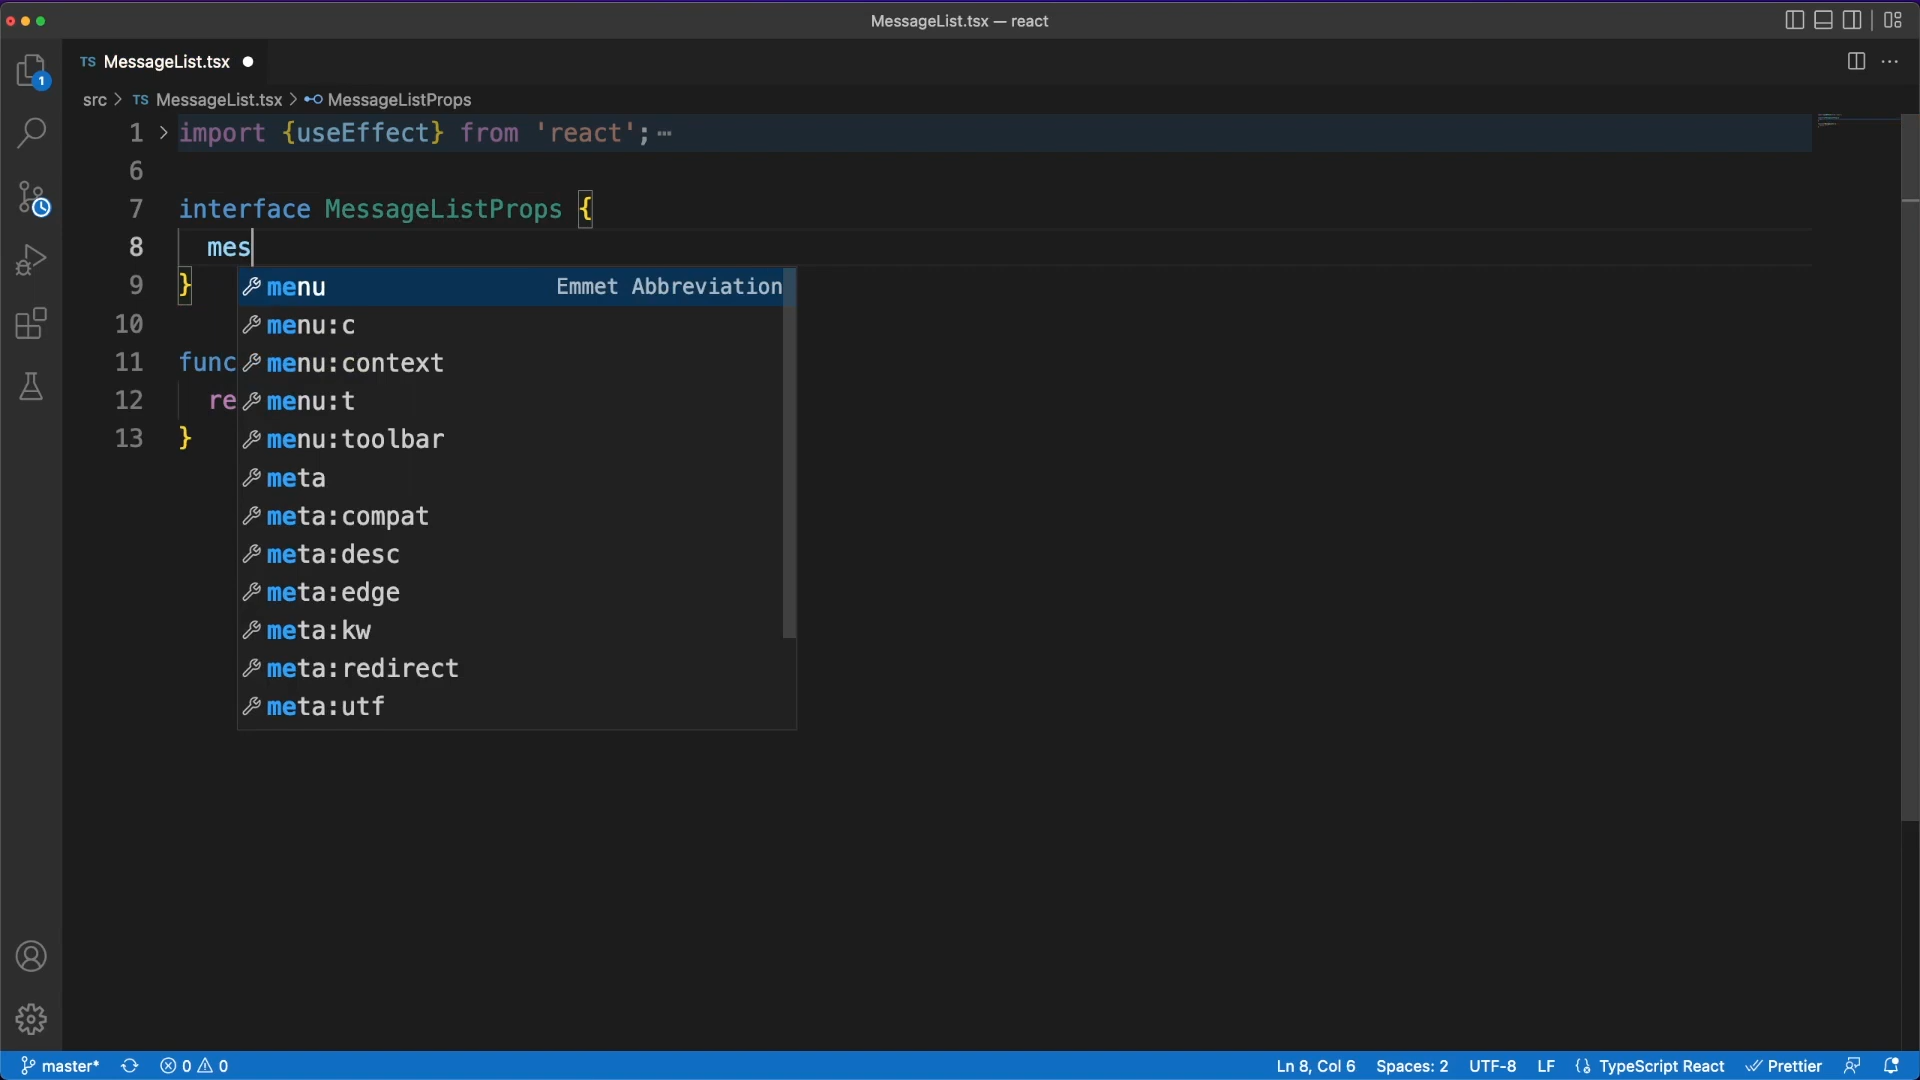 MessageList.tsx — react
TS MessageList.tsx
1
src > TS MessageList.tsx > MessageListProps
1 import {useEffect} from 'react';
6
7 interface MessageListProps {
8 mes
9 }
10
11 func
12 re
13 }
menu Emmet Abbreviation
menu:c
menu:context
menu:t
menu:toolbar
meta
meta:compat
meta:desc
meta:edge
meta:kw
meta:redirect
meta:utf
master* 0 0 Ln 8, Col 6 Spaces: 2 UTF-8 LF {} TypeScript React Prettier